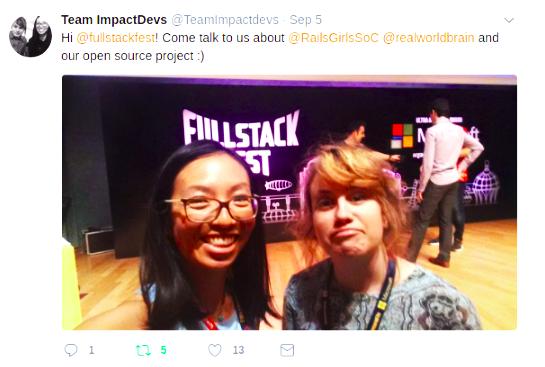 Team ImpactDevs @TeamImpactdevs · Sep 5
Hi @fullstackfest! Come talk to us about @RailsGirlsSoC @realworldbrain and
our open source project :)
FULLSTACK
1 5 13